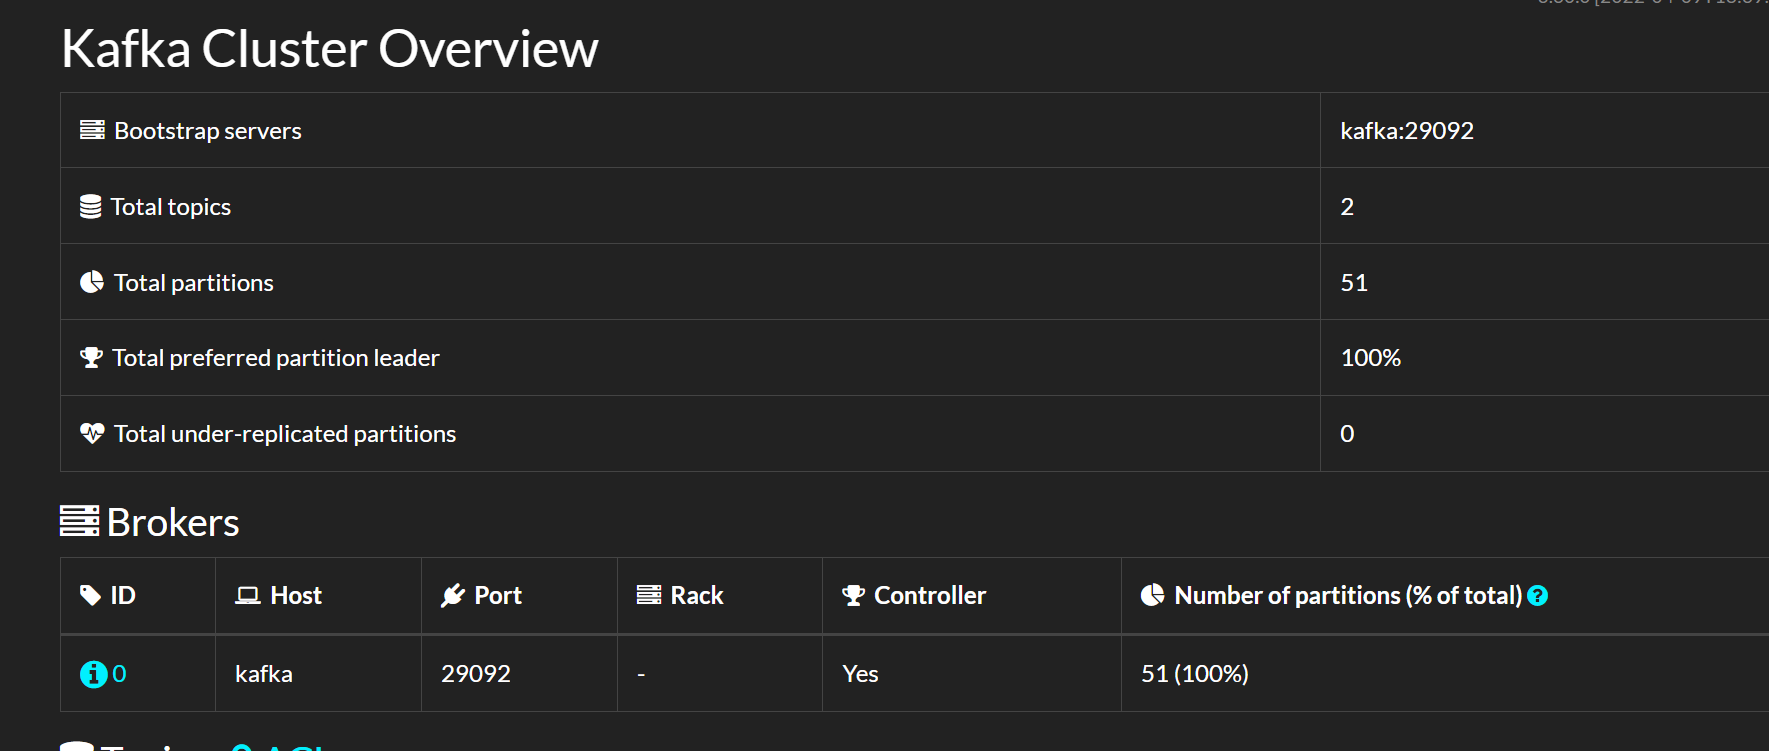 Kafka Cluster Overview
Bootstrap servers kafka:29092
Total topics 2
Total partitions 51
Total preferred partition leader 100%
Total under-replicated partitions 0
Brokers
ID Host Port Rack Controller Number of partitions (% of total) ?
0 kafka 29092 - Yes 51 (100%)